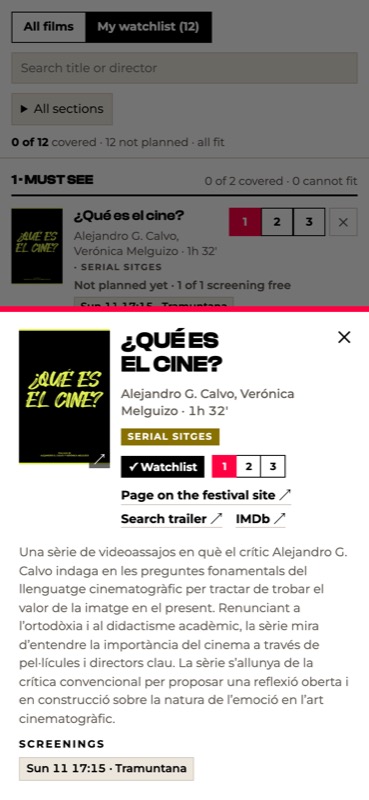 All films
My watchlist (12)
Search title or director
▶ All sections
0 of 12 covered · 12 not planned · all fit
1 · MUST SEE
0 of 2 covered · 0 cannot fit
¿QUÉ ES
EL CINE?
¿Qué es el cine?
1 2 3 ×
Alejandro G. Calvo,
Verónica Melguizo · 1h 32'
· SERIAL SITGES
Not planned yet · 1 of 1 screening free
Sun 11 17:15 · Tramuntana
¿QUÉ ES
EL CINE?
¿QUÉ ES
EL CINE?
×
Alejandro G. Calvo, Verónica
Melguizo · 1h 32'
SERIAL SITGES
✓ Watchlist 1 2 3
Page on the festival site ↗
Search trailer ↗ IMDb ↗
Una sèrie de videoassajos en què el crític Alejandro G.
Calvo indaga en les preguntes fonamentals del
llenguatge cinematogràfic per tractar de trobar el
valor de la imatge en el present. Renunciant a
l'ortodòxia i al didactisme acadèmic, la sèrie mira
d'entendre la importància del cinema a través de
pel·lícules i directors clau. La sèrie s'allunya de la
crítica convencional per proposar una reflexió oberta i
en construcció sobre la natura de l'emoció en l'art
cinematogràfic.
SCREENINGS
Sun 11 17:15 · Tramuntana